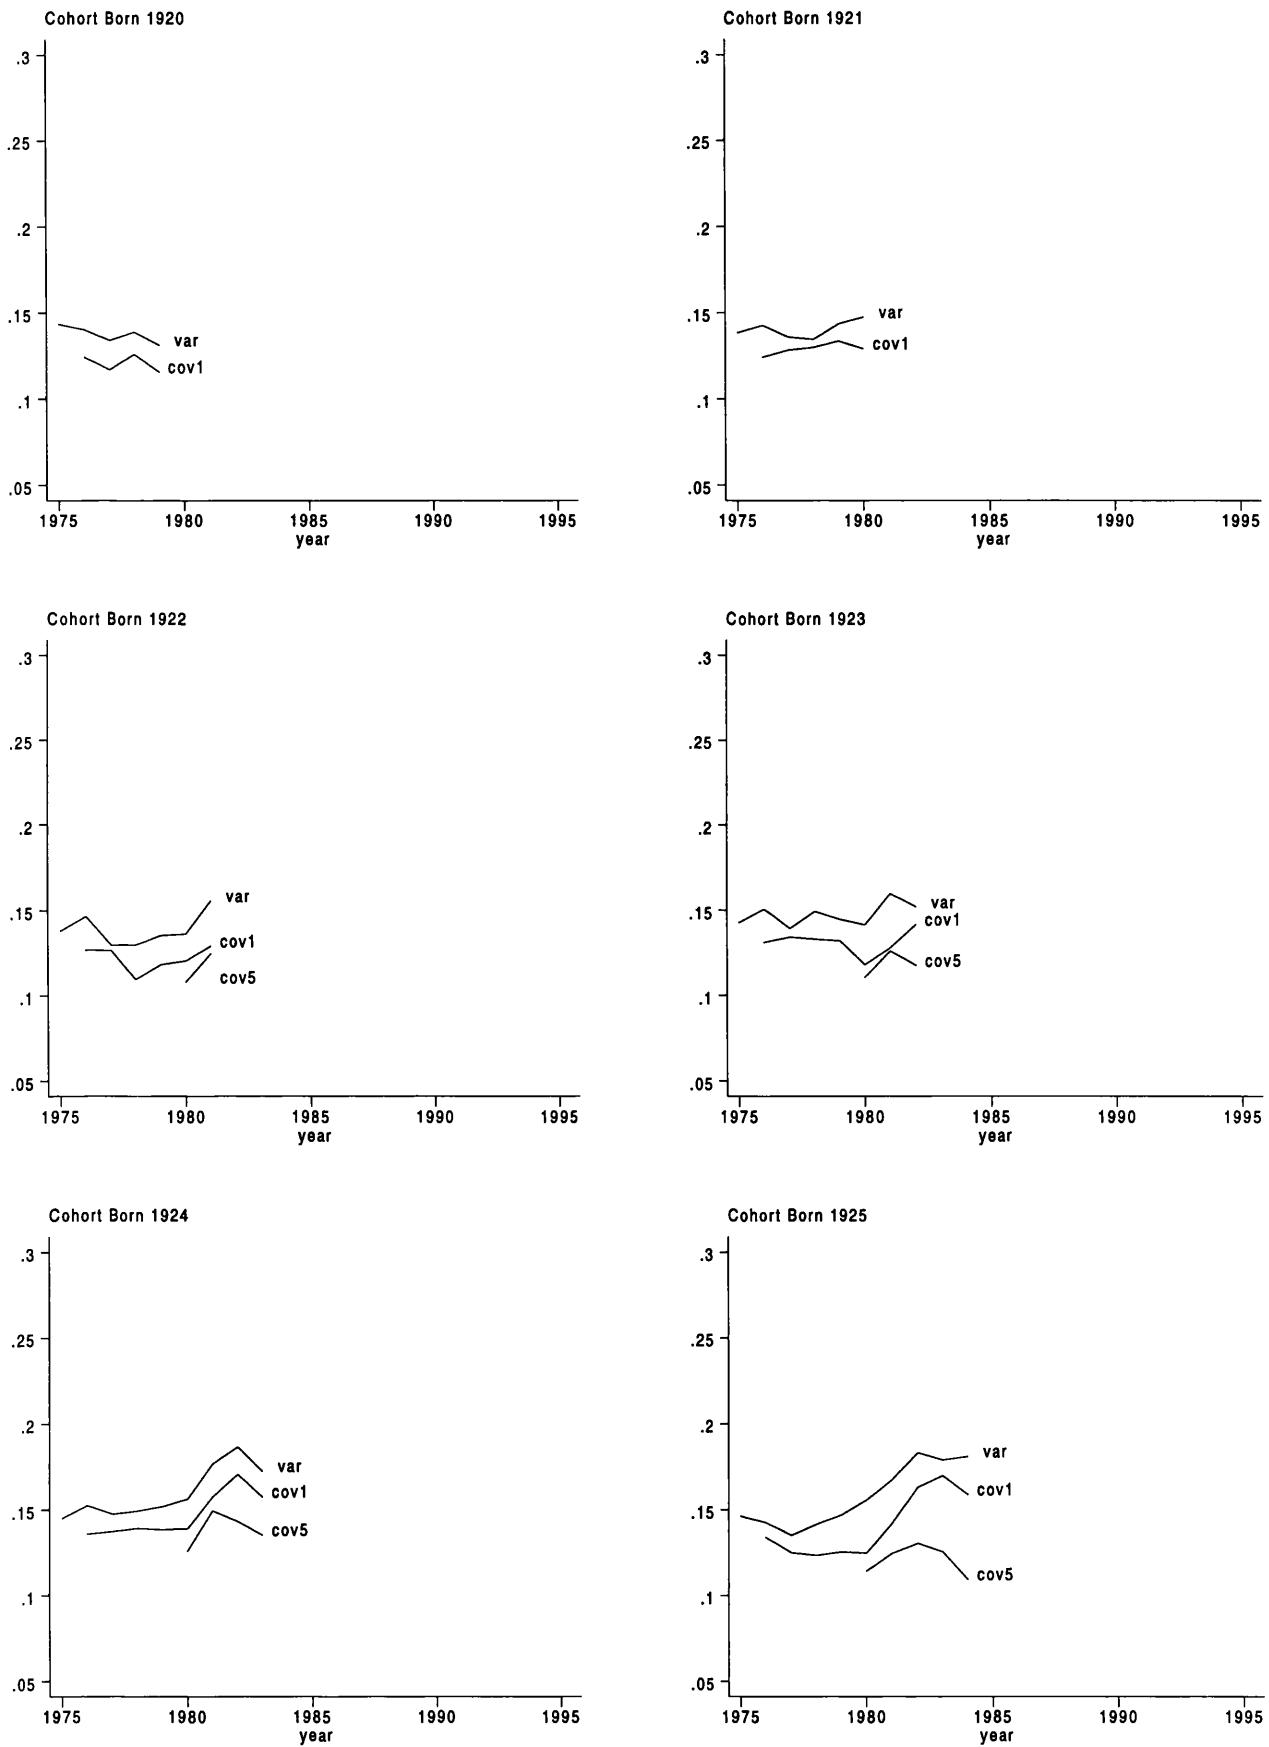 Cohort Born 1920
.3
.25
.2
.15
.1
.05
var
cov1
1975 1980 1985 1990 1995
year
Cohort Born 1921
.3
.25
.2
.15
.1
.05
var
cov1
1975 1980 1985 1990 1995
year
Cohort Born 1922
.3
.25
.2
.15
.1
.05
var
cov1
cov5
1975 1980 1985 1990 1995
year
Cohort Born 1923
.3
.25
.2
.15
.1
.05
var
cov1
cov5
1975 1980 1985 1990 1995
year
Cohort Born 1924
.3
.25
.2
.15
.1
.05
var
cov1
cov5
1975 1980 1985 1990 1995
year
Cohort Born 1925
.3
.25
.2
.15
.1
.05
var
cov1
cov5
1975 1980 1985 1990 1995
year